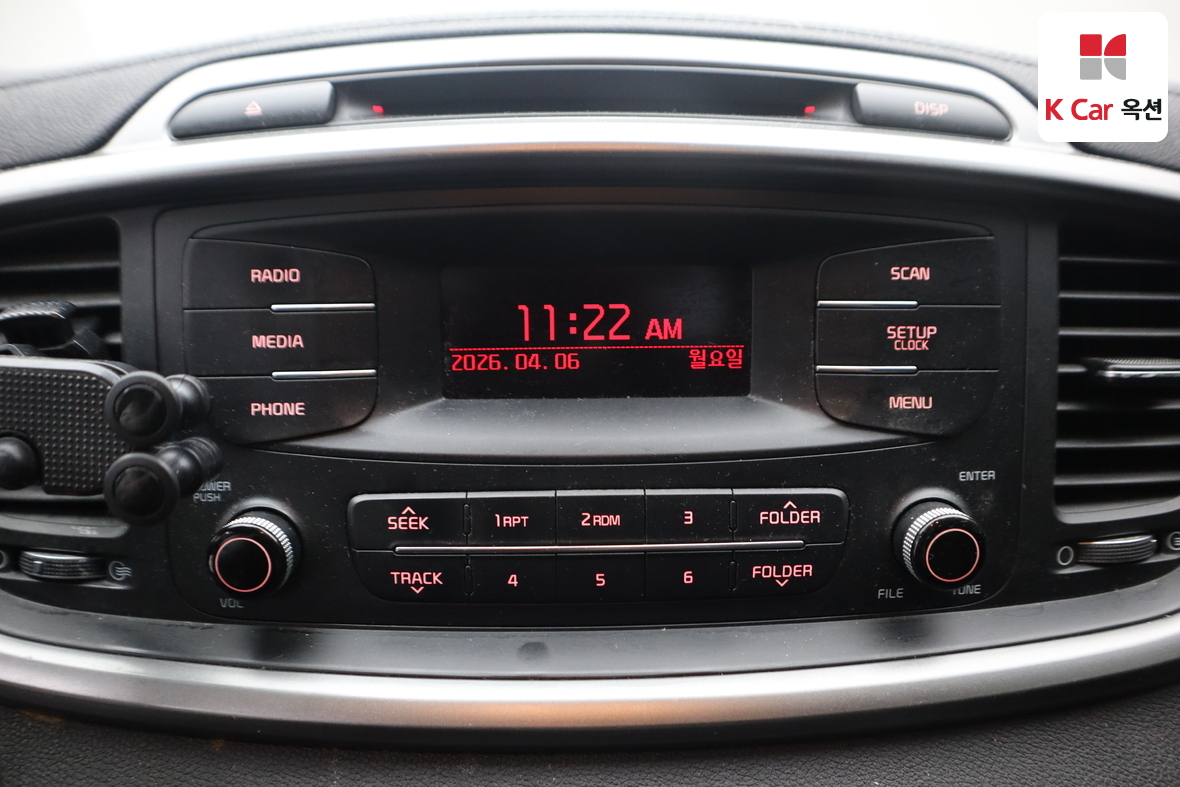 K Car 옥션
DISP
RADIO
SCAN
11:22 AM
MEDIA
SETUP
CLOCK
2026.04.06 월요일
PHONE
MENU
POWER
PUSH
ENTER
SEEK
1 RPT
2 RDM
3
FOLDER
TRACK
4
5
6
FOLDER
VOL
FILE
TUNE